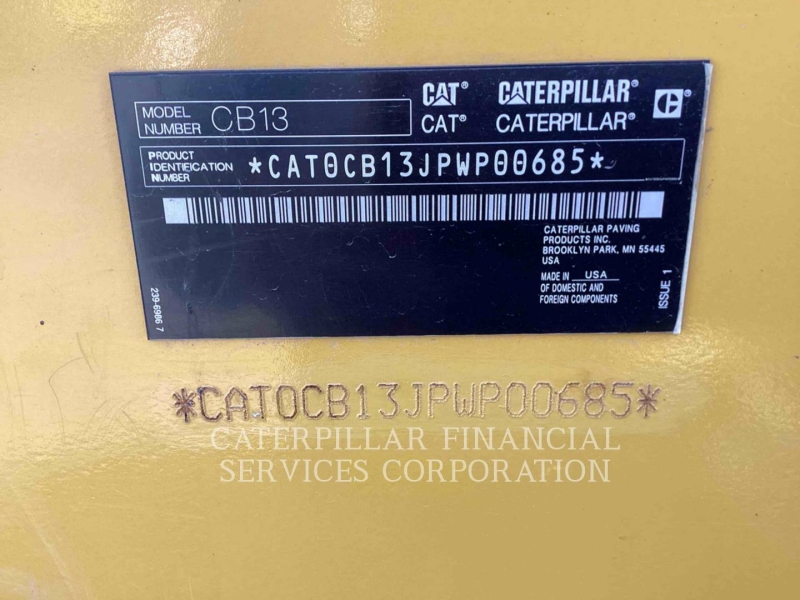 CAT® CATERPILLAR®
MODEL NUMBER CB13 CAT® CATERPILLAR®
PRODUCT IDENTIFICATION NUMBER *CAT0CB13JPWP00685*
CATERPILLAR PAVING
PRODUCTS INC.
BROOKLYN PARK, MN 55445
USA
MADE IN USA
OF DOMESTIC AND
FOREIGN COMPONENTS
ISSUE 1
239-6986 7
*CAT0CB13JPWP00685*
CATERPILLAR FINANCIAL
SERVICES CORPORATION